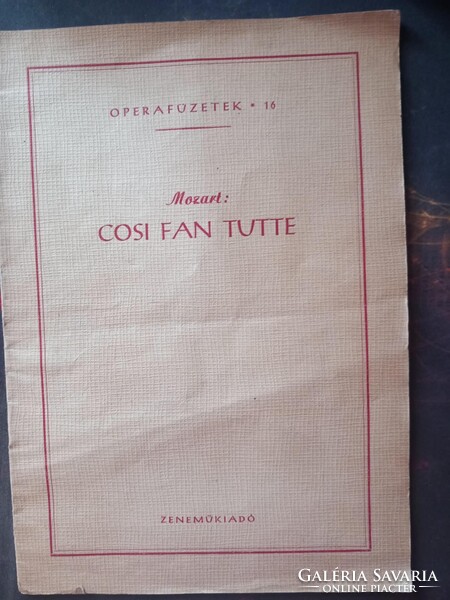 OPERAFÜZETEK • 16
Mozart:
COSI FAN TUTTE
ZENEMŰKIADÓ
GALÉRIA SAVARIA
ONLINE PIACTÉR